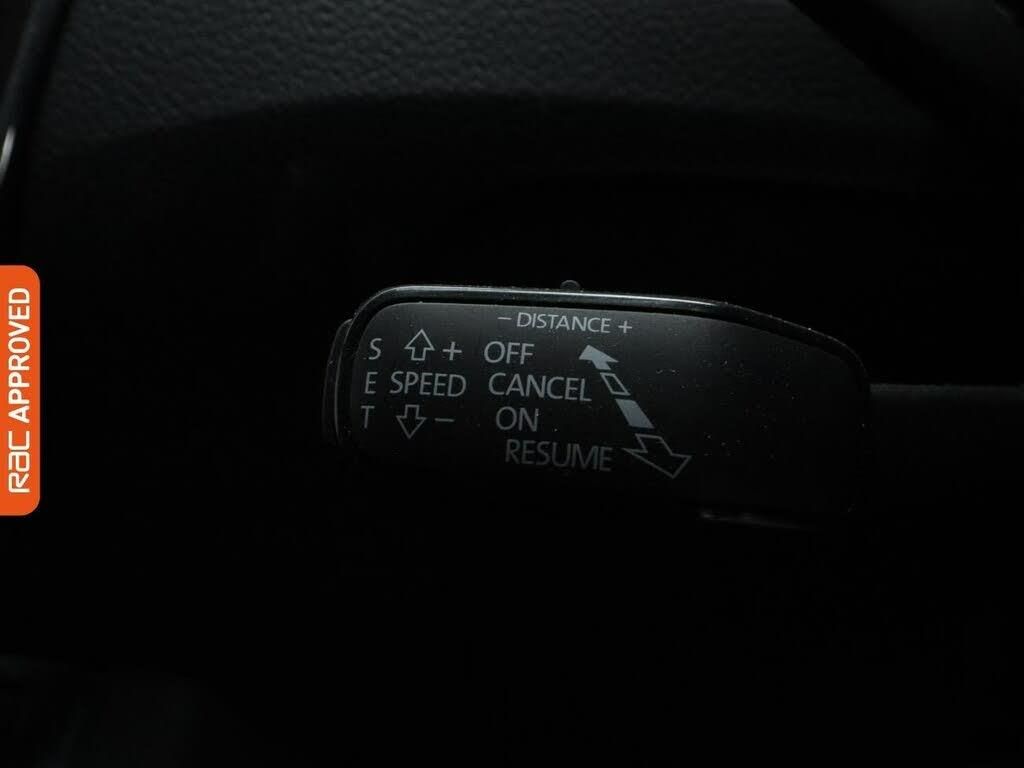 RAC APPROVED
− DISTANCE +
S + OFF
E SPEED CANCEL
T − ON
RESUME